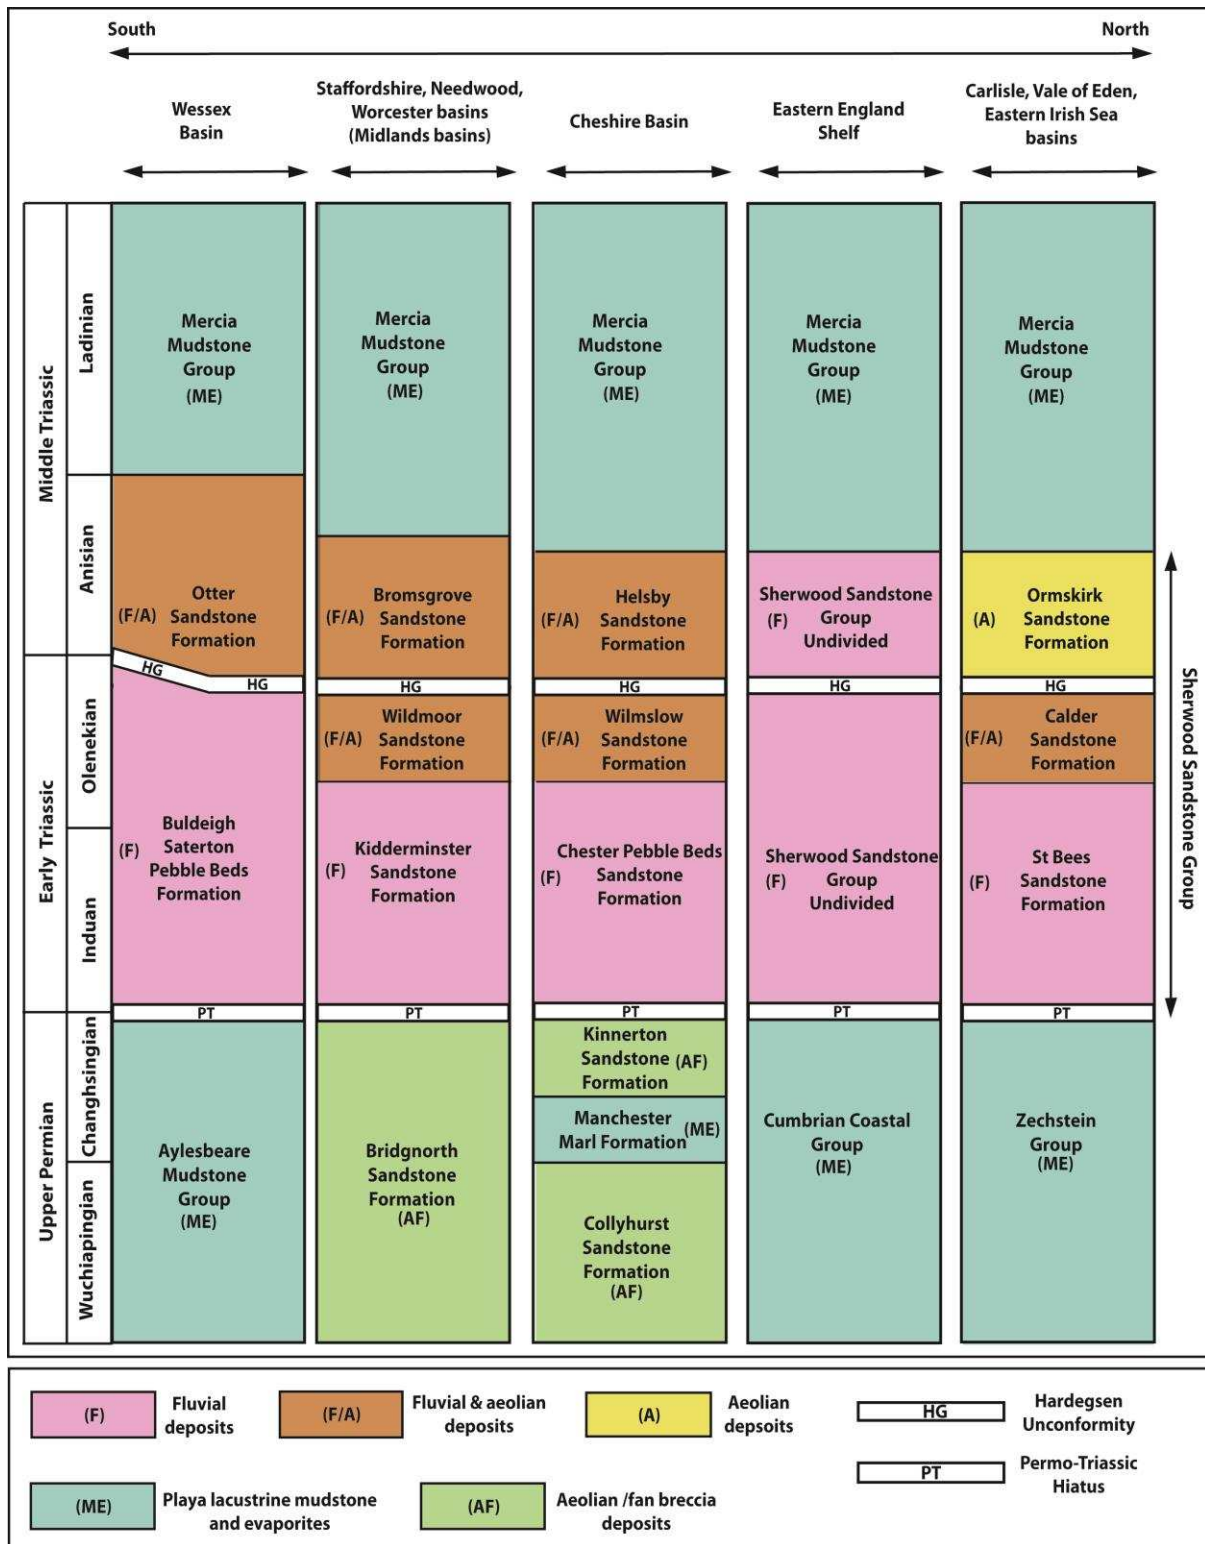 South
North
Wessex
Basin
Staffordshire, Needwood,
Worcester basins
(Midlands basins)
Cheshire Basin
Eastern England
Shelf
Carlisle, Vale of Eden,
Eastern Irish Sea
basins
Middle Triassic
Ladinian
Anisian
Early Triassic
Olenekian
Induan
Upper Permian
Changhsingian
Wuchiapingian
Mercia
Mudstone
Group
(ME)
Otter
(F/A) Sandstone
Formation
HG
HG
Buldeigh
Saterton
(F) Pebble Beds
Formation
PT
Aylesbeare
Mudstone
Group
(ME)
Mercia
Mudstone
Group
(ME)
Bromsgrove
(F/A) Sandstone
Formation
HG
Wildmoor
(F/A) Sandstone
Formation
Kidderminster
(F) Sandstone
Formation
PT
Bridgnorth
Sandstone
Formation
(AF)
Mercia
Mudstone
Group
(ME)
Helsby
(F/A) Sandstone
Formation
HG
Wilmslow
(F/A) Sandstone
Formation
Chester Pebble Beds
(F) Sandstone
Formation
PT
Kinnerton
Sandstone (AF)
Formation
Manchester (ME)
Marl Formation
Collyhurst
Sandstone
Formation
(AF)
Mercia
Mudstone
Group
(ME)
Sherwood Sandstone
(F) Group
Undivided
HG
Sherwood Sandstone
(F) Group
Undivided
PT
Cumbrian Coastal
Group
(ME)
Mercia
Mudstone
Group
(ME)
Ormskirk
(A) Sandstone
Formation
HG
Calder
(F/A) Sandstone
Formation
St Bees
(F) Sandstone
Formation
PT
Zechstein
Group
(ME)
Sherwood Sandstone Group
(F)
Fluvial
deposits
(F/A)
Fluvial & aeolian
deposits
(A)
Aeolian
depsoits
HG
Hardegsen
Unconformity
PT
Permo-Triassic
Hiatus
(ME)
Playa lacustrine mudstone
and evaporites
(AF)
Aeolian /fan breccia
deposits